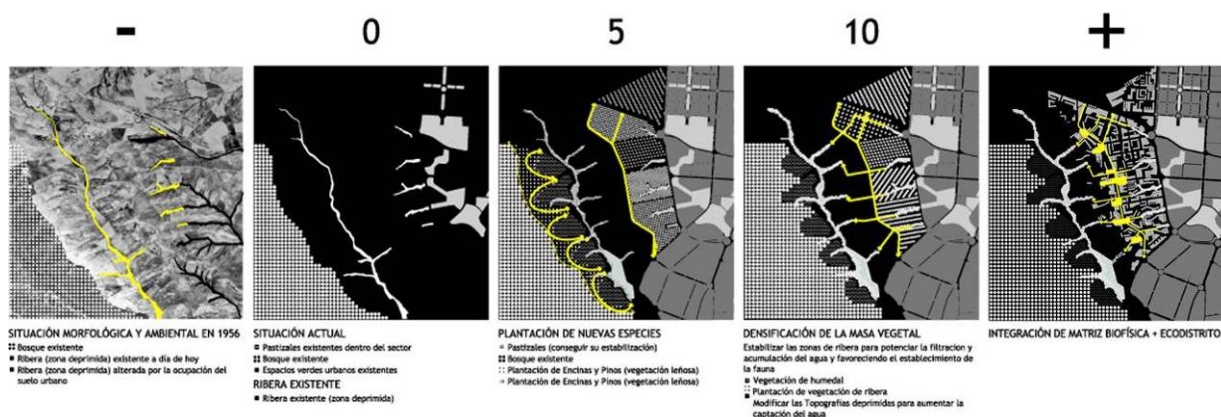 -
0
5
10
+
SITUACIÓN MORFOLÓGICA Y AMBIENTAL EN 1956
Bosque existente
Ribera (zona deprimida) existente a día de hoy
Ribera (zona deprimida) alterada por la ocupación del
suelo urbano
SITUACIÓN ACTUAL
Pastizales existentes dentro del sector
Bosque existente
Espacios verdes urbanos existentes
RIBERA EXISTENTE
Ribera existente (zona deprimida)
PLANTACIÓN DE NUEVAS ESPECIES
Pastizales (conseguir su estabilización)
Bosque existente
Plantación de Encinas y Pinos (vegetación leñosa)
Plantación de Encinas y Pinos (vegetación leñosa)
DENSIFICACIÓN DE LA MASA VEGETAL
Estabilizar las zonas de ribera para potenciar la filtracion y
acumulación del agua y favoreciendo el establecimiento de
la fauna
Vegetación de humedal
Plantación de vegetación de ribera
Modificar las Topografías deprimidas para aumentar la
captación del agua
INTEGRACIÓN DE MATRIZ BIOFÍSICA + ECODISTRITO